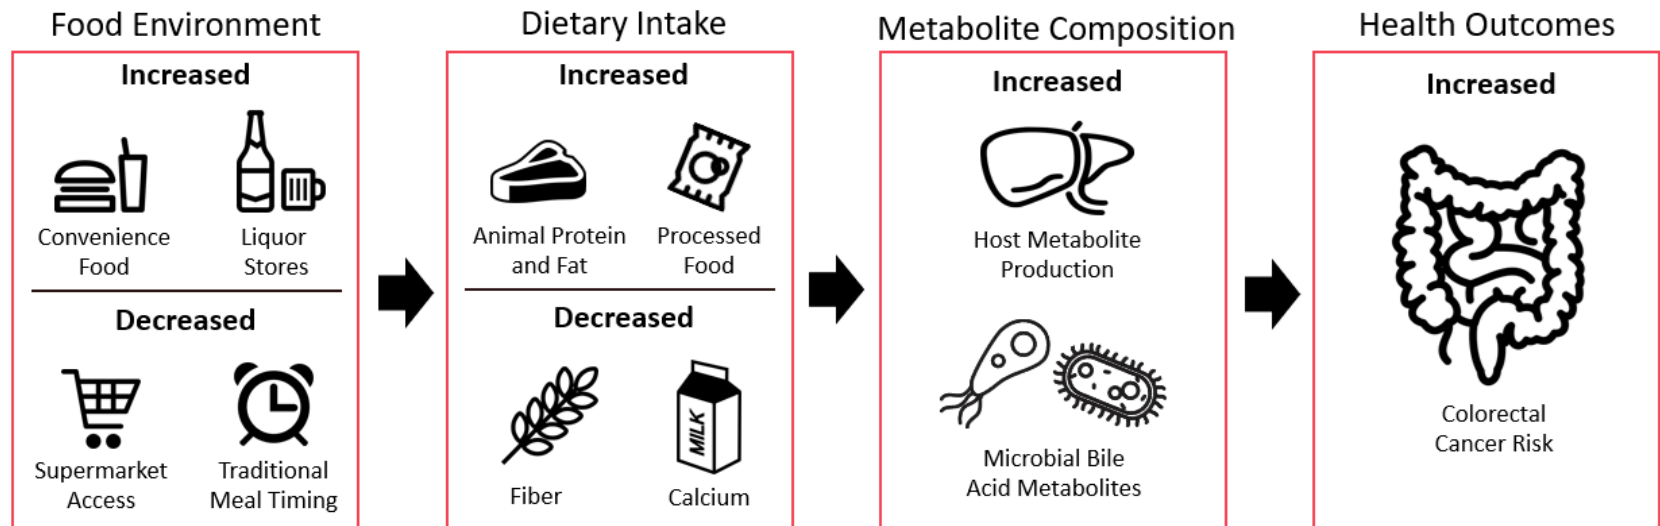 Food Environment
Increased
Convenience
Food
Liquor
Stores
Decreased
Supermarket
Access
Traditional
Meal Timing
Dietary Intake
Increased
Animal Protein
and Fat
Processed
Food
Decreased
MILK
Fiber
Calcium
Metabolite Composition
Increased
Host Metabolite
Production
Microbial Bile
Acid Metabolites
Health Outcomes
Increased
Colorectal
Cancer Risk